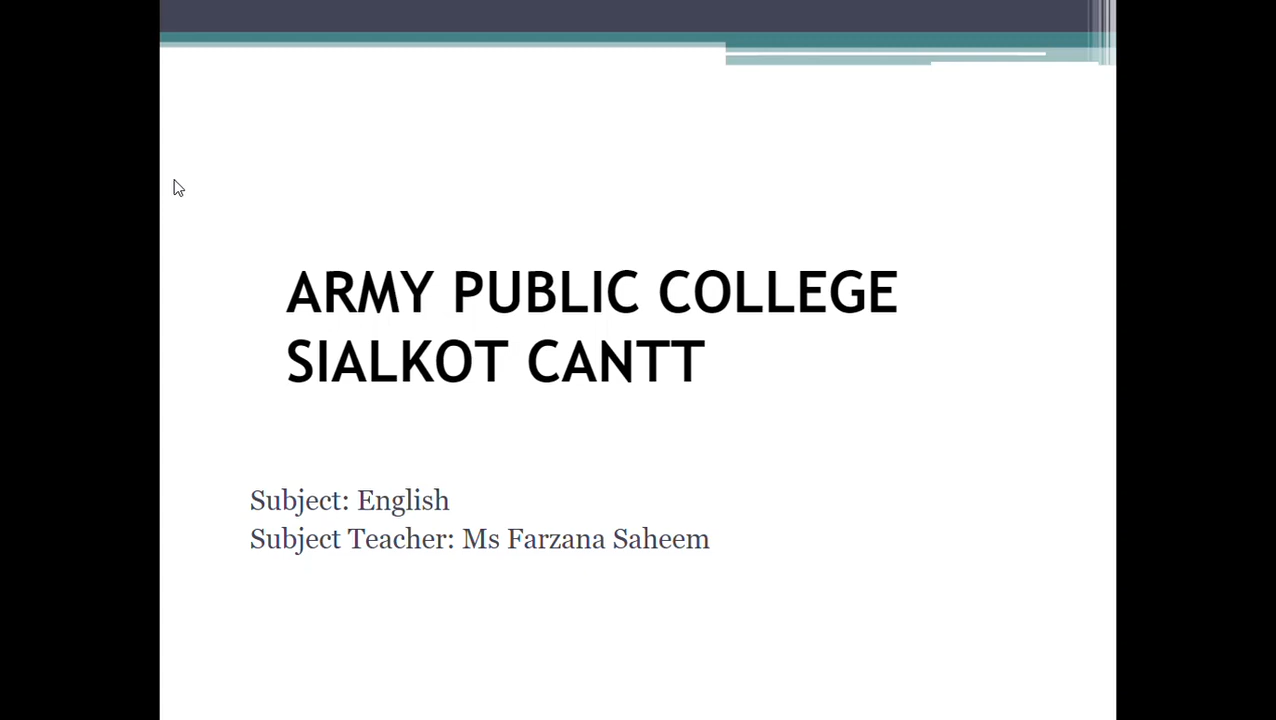 ARMY PUBLIC COLLEGE
SIALKOT CANTT
Subject: English
Subject Teacher: Ms Farzana Saheem